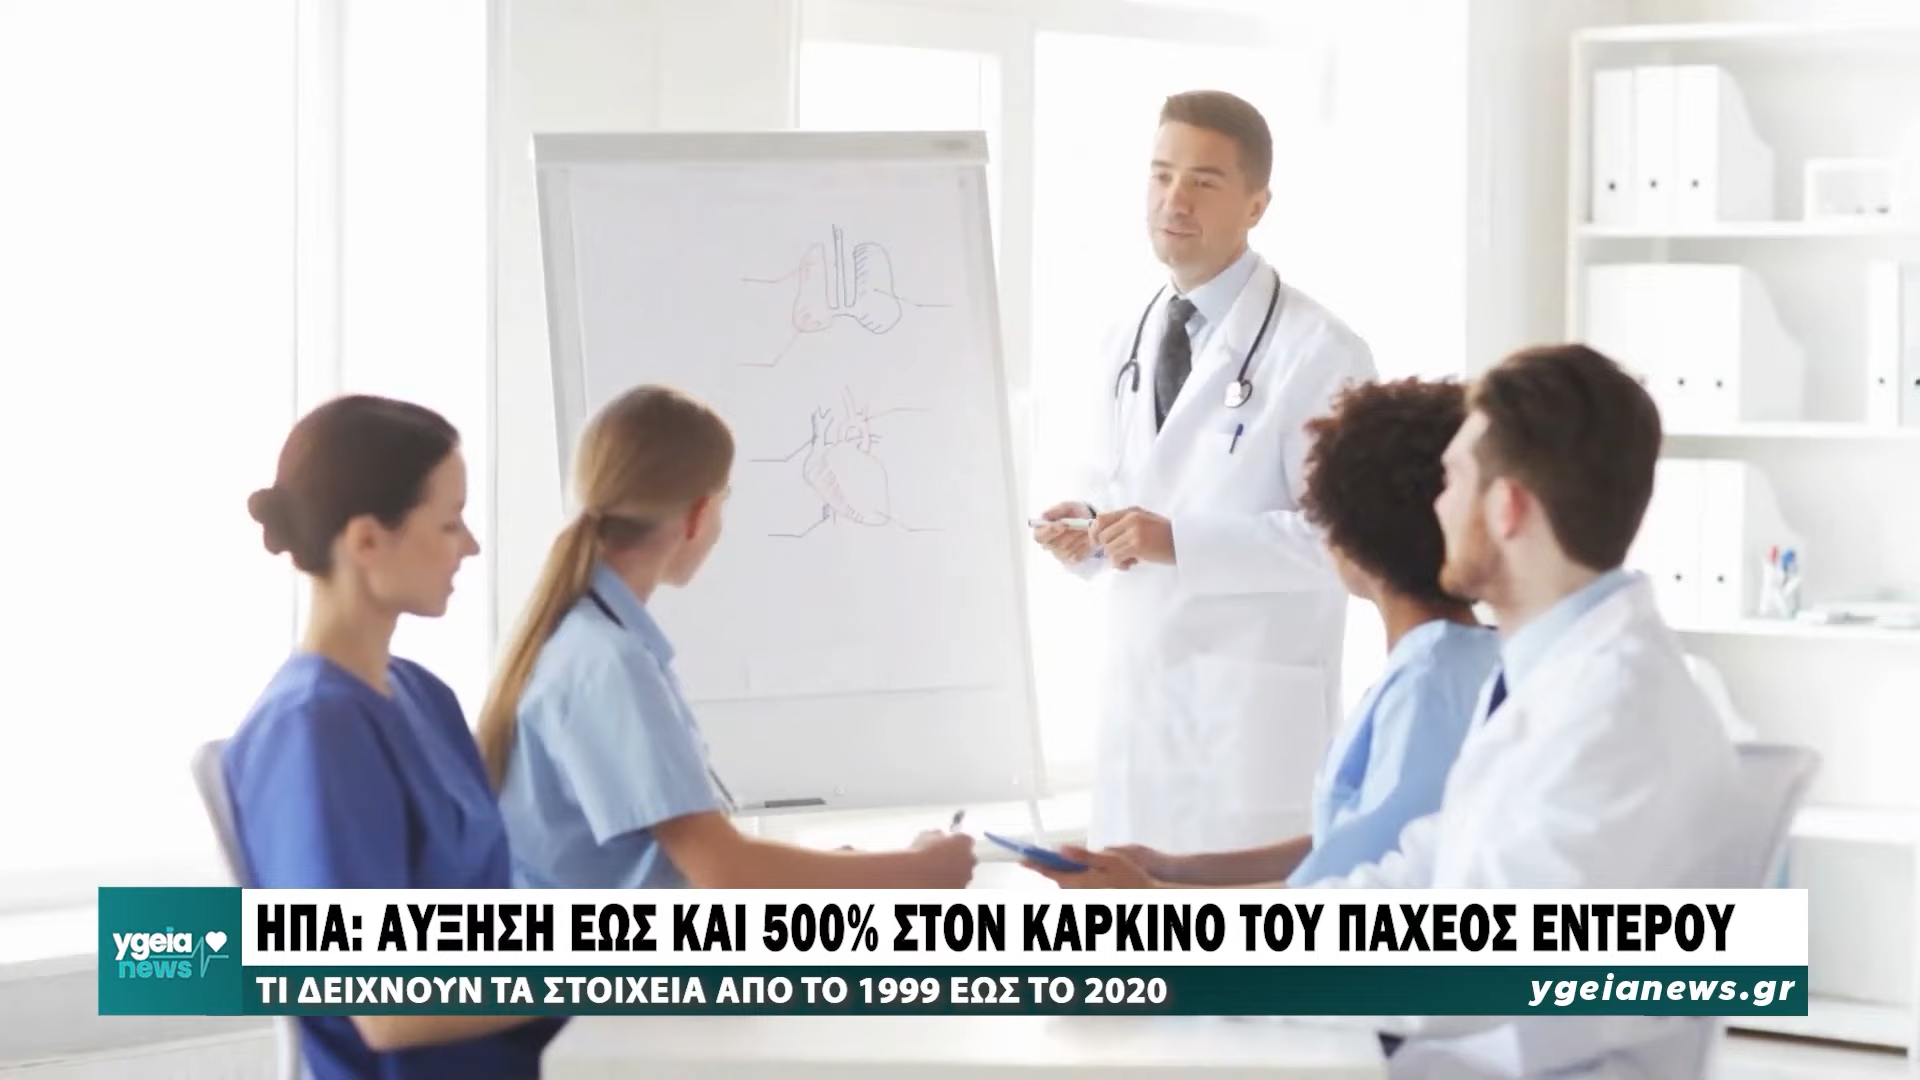 ygeia
news
ΗΠΑ: ΑΥΞΗΣΗ ΕΩΣ ΚΑΙ 500% ΣΤΟΝ ΚΑΡΚΙΝΟ ΤΟΥ ΠΑΧΕΟΣ ΕΝΤΕΡΟΥ
ΤΙ ΔΕΙΧΝΟΥΝ ΤΑ ΣΤΟΙΧΕΙΑ ΑΠΟ ΤΟ 1999 ΕΩΣ ΤΟ 2020
ygeianews.gr